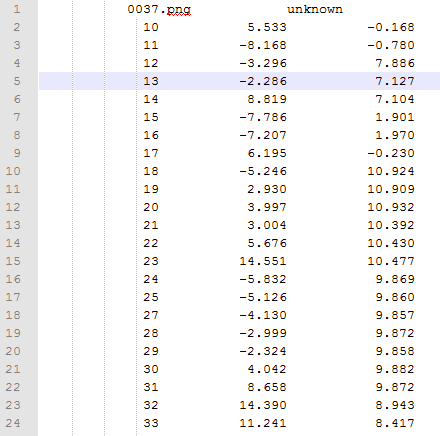 1 0037.png unknown
2 10 5.533 -0.168
3 11 -8.168 -0.780
4 12 -3.296 7.886
5 13 -2.286 7.127
6 14 8.819 7.104
7 15 -7.786 1.901
8 16 -7.207 1.970
9 17 6.195 -0.230
10 18 -5.246 10.924
11 19 2.930 10.909
12 20 3.997 10.932
13 21 3.004 10.392
14 22 5.676 10.430
15 23 14.551 10.477
16 24 -5.832 9.869
17 25 -5.126 9.860
18 27 -4.130 9.857
19 28 -2.999 9.872
20 29 -2.324 9.858
21 30 4.042 9.882
22 31 8.658 9.872
23 32 14.390 8.943
24 33 11.241 8.417